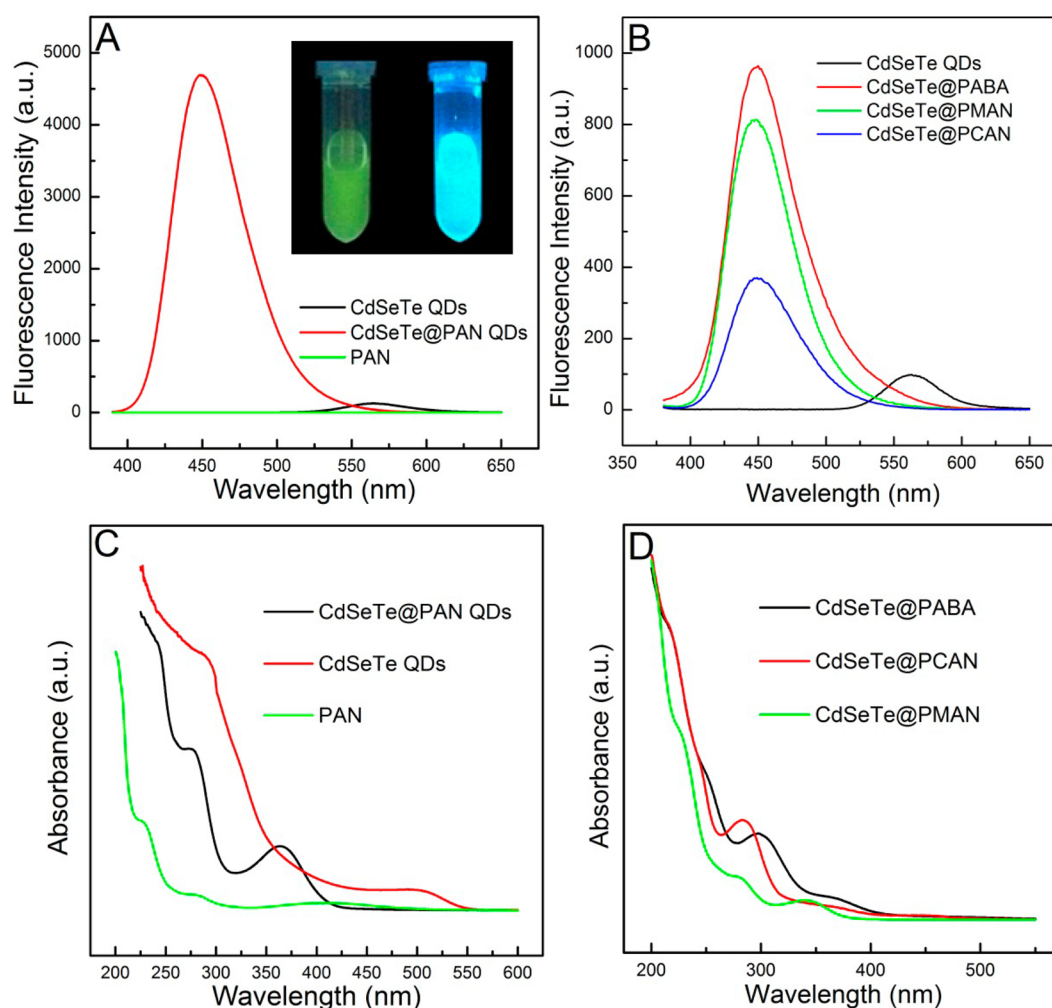 A
5000
4000
3000
2000
1000
0
Fluorescence Intensity (a.u.)
CdSeTe QDs
CdSeTe@PAN QDs
PAN
400 450 500 550 600 650
Wavelength (nm)
B
1000
800
600
400
200
0
Fluorescence Intensity (a.u.)
CdSeTe QDs
CdSeTe@PABA
CdSeTe@PMAN
CdSeTe@PCAN
350 400 450 500 550 600 650
Wavelength (nm)
C
Absorbance (a.u.)
CdSeTe@PAN QDs
CdSeTe QDs
PAN
200 250 300 350 400 450 500 550 600
Wavelength (nm)
D
Absorbance (a.u.)
CdSeTe@PABA
CdSeTe@PCAN
CdSeTe@PMAN
200 300 400 500
Wavelength (nm)